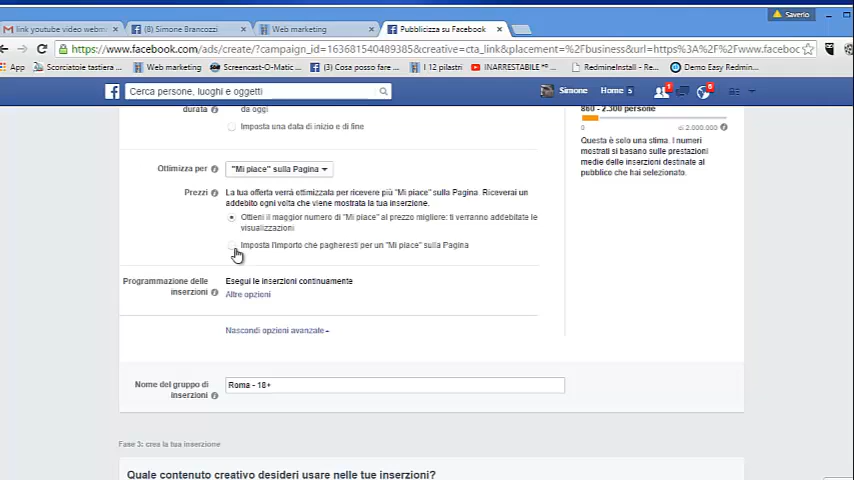 Saverio
link youtube video webm
(8) Simone Brancozzi
Web marketing
Pubblicizza su Facebook
https://www.facebook.com/ads/create/?campaign_id=163681540489385&creative=cta_link&placement=%2Fbusiness&url=https%3A%2F%2Fwww.faceboc
App
Scorciatoie tastiera ...
Web marketing
Screencast-O-Matic ...
(3) Cosa posso fare ...
I 12 pilastri
INARRESTABILE ...
RedmineInstall - Re...
Demo Easy Redmin...
Cerca persone, luoghi e oggetti
Simone
Home 5
durata
da oggi
Imposta una data di inizio e di fine
860 - 2.300 persone
di 2.000.000
Questa è solo una stima. I numeri
mostrati si basano sulle prestazioni
medie delle inserzioni destinate al
pubblico che hai selezionato.
Ottimizza per
"Mi piace" sulla Pagina
Prezzi
La tua offerta verrà ottimizzata per ricevere più "Mi piace" sulla Pagina. Riceverai un
addebito ogni volta che viene mostrata la tua inserzione.
Ottieni il maggior numero di "Mi piace" al prezzo migliore: ti verranno addebitate le
visualizzazioni
Imposta l'importo che pagheresti per un "Mi piace" sulla Pagina
Programmazione delle
inserzioni
Esegui le inserzioni continuamente
Altre opzioni
Nascondi opzioni avanzate
Nome del gruppo di
inserzioni
Roma - 18+
Fase 3: crea la tua inserzione
Quale contenuto creativo desideri usare nelle tue inserzioni?